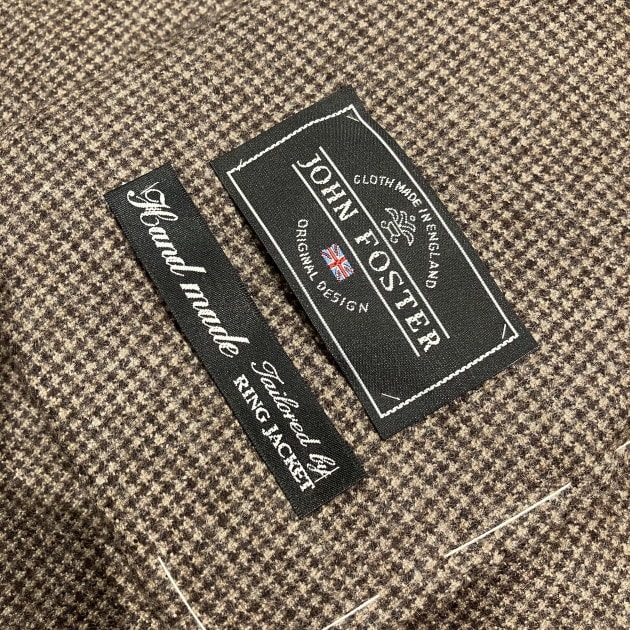 Hand made
Tailored by
RING JACKET
CLOTH MADE IN ENGLAND
JOHN FOSTER
ORIGINAL DESIGN